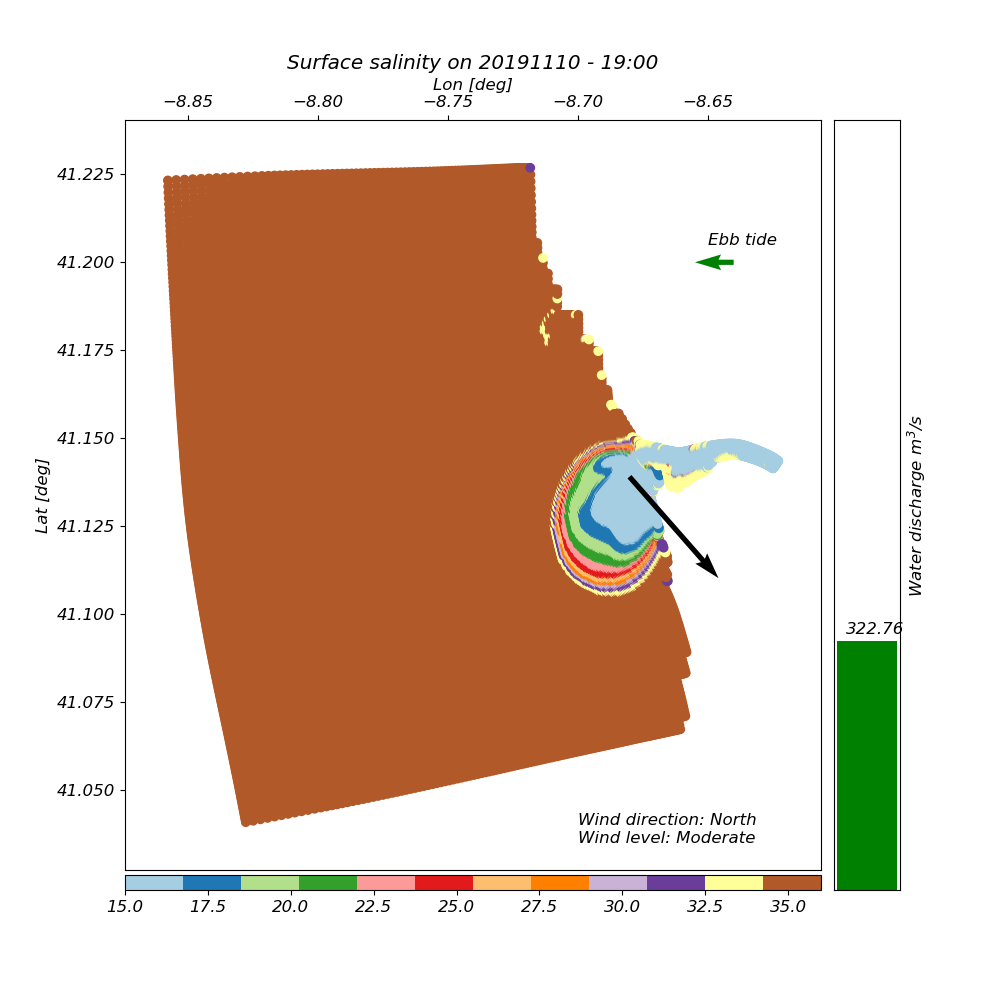 Surface salinity on 20191110 - 19:00
Lon [deg]
−8.85 −8.80 −8.75 −8.70 −8.65
41.225
41.200
41.175
41.150
41.125
41.100
41.075
41.050
Lat [deg]
Ebb tide
Wind direction: North
Wind level: Moderate
322.76
Water discharge m³/s
15.0 17.5 20.0 22.5 25.0 27.5 30.0 32.5 35.0